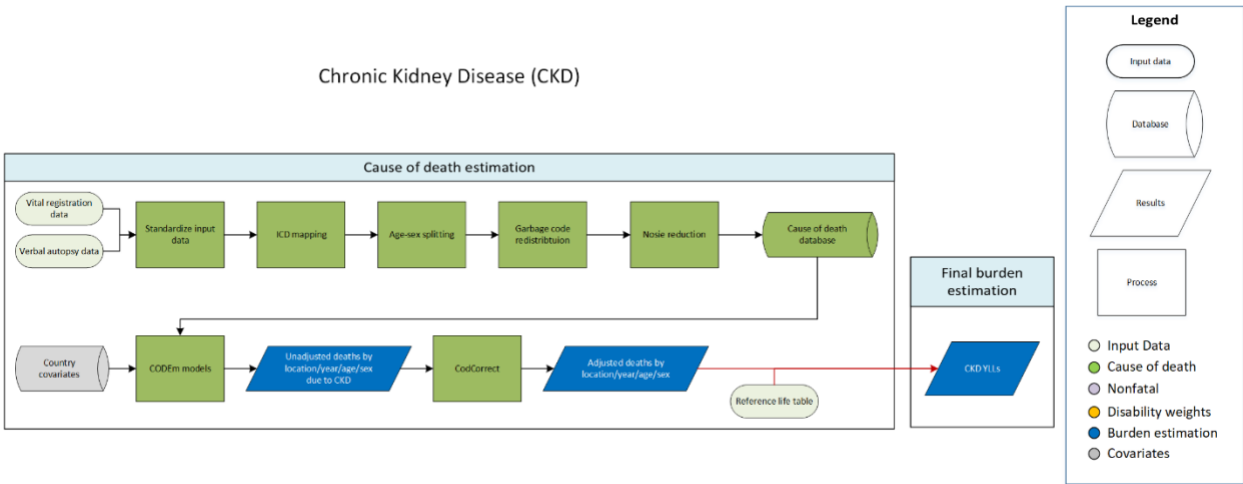 Chronic Kidney Disease (CKD)
Cause of death estimation
Vital registration
data
Verbal autopsy data
Standardize input
data
ICD mapping
Age-sex splitting
Garbage code
redistribtuion
Nosie reduction
Cause of death
database
Country
covariates
CODEm models
Unadjusted deaths by
location/year/age/sex
due to CKD
CodCorrect
Adjusted deaths by
location/year/age/sex
Reference life table
Final burden
estimation
CKD YLLs
Legend
Input data
Database
Results
Process
Input Data
Cause of death
Nonfatal
Disability weights
Burden estimation
Covariates